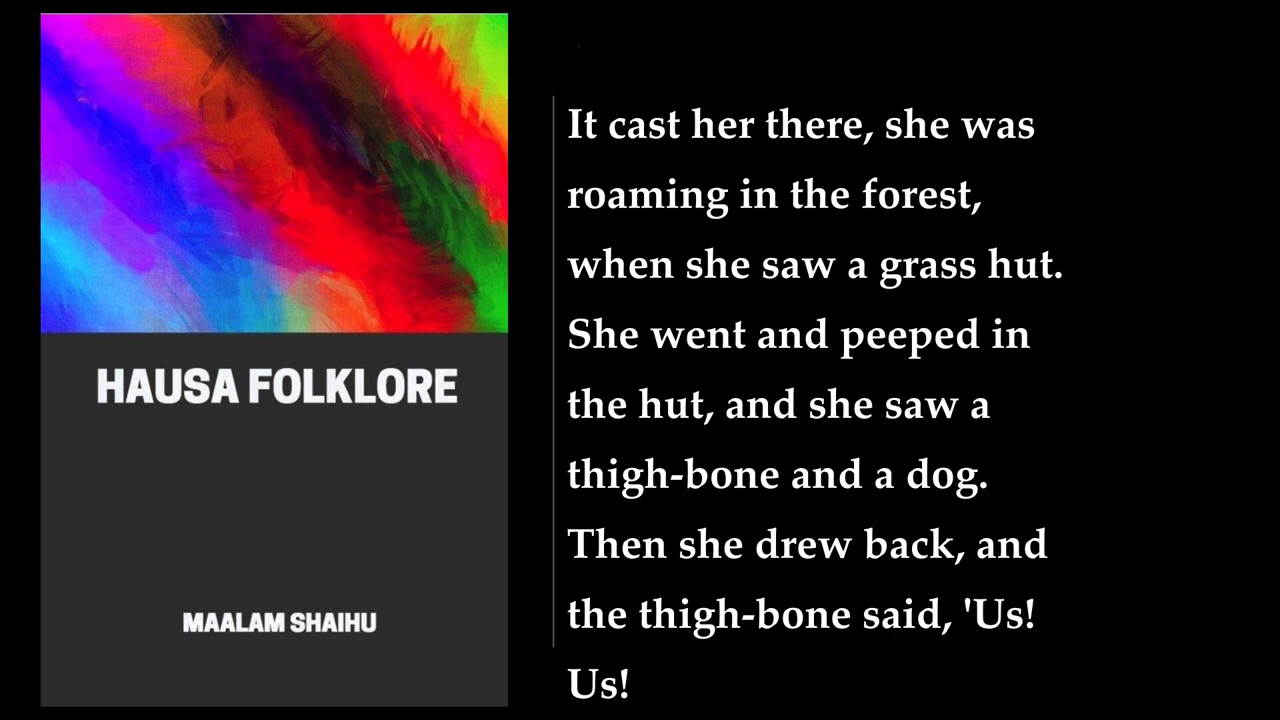 HAUSA FOLKLORE
MAALAM SHAIHU
It cast her there, she was
roaming in the forest,
when she saw a grass hut.
She went and peeped in
the hut, and she saw a
thigh-bone and a dog.
Then she drew back, and
the thigh-bone said, 'Us!
Us!